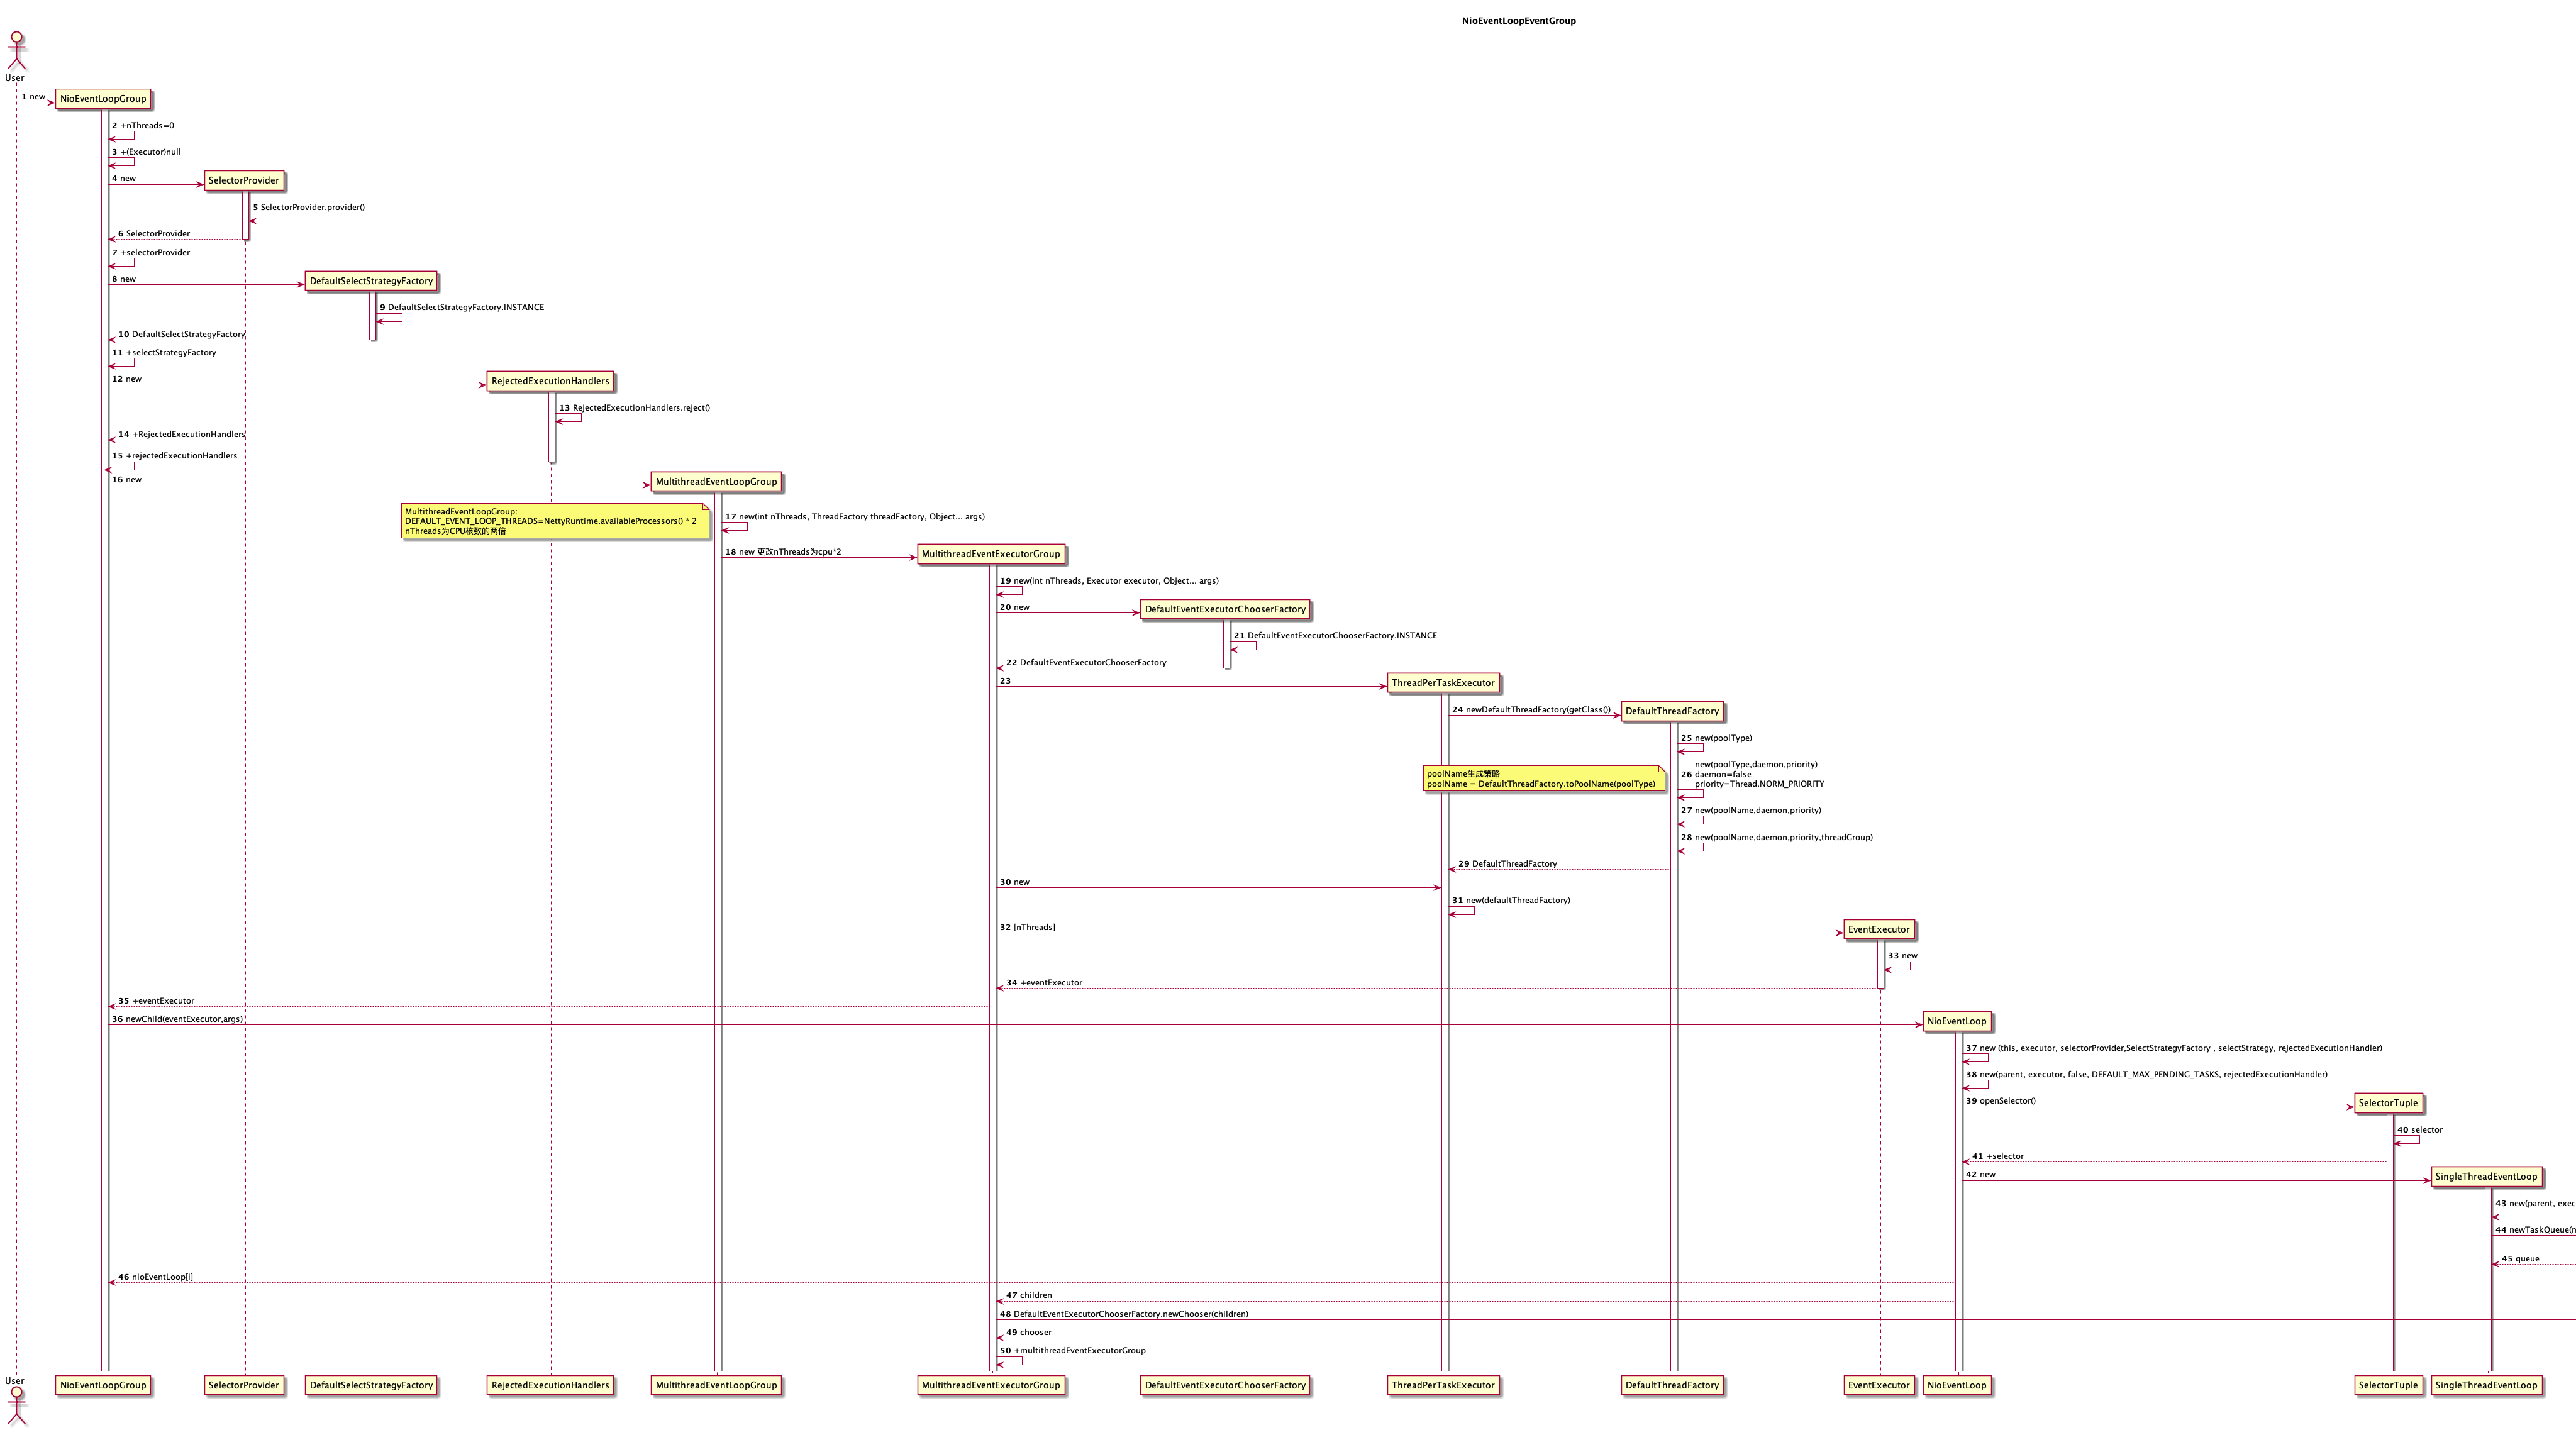 NioEventLoopEventGroup
User
1 new
NioEventLoopGroup
2 +nThreads=0
3 +(Executor)null
4 new
SelectorProvider
5 SelectorProvider.provider()
6 SelectorProvider
7 +selectorProvider
8 new
DefaultSelectStrategyFactory
9 DefaultSelectStrategyFactory.INSTANCE
10 DefaultSelectStrategyFactory
11 +selectStrategyFactory
12 new
RejectedExecutionHandlers
13 RejectedExecutionHandlers.reject()
14 +RejectedExecutionHandlers
15 +rejectedExecutionHandlers
16 new
MultithreadEventLoopGroup
MultithreadEventLoopGroup:
DEFAULT_EVENT_LOOP_THREADS=NettyRuntime.availableProcessors() * 2
nThreads为CPU核数的两倍
17 new(int nThreads, ThreadFactory threadFactory, Object... args)
18 new 更改nThreads为cpu*2
MultithreadEventExecutorGroup
19 new(int nThreads, Executor executor, Object... args)
20 new
DefaultEventExecutorChooserFactory
21 DefaultEventExecutorChooserFactory.INSTANCE
22 DefaultEventExecutorChooserFactory
23
ThreadPerTaskExecutor
24 newDefaultThreadFactory(getClass())
DefaultThreadFactory
25 new(poolType)
poolName生成策略
poolName = DefaultThreadFactory.toPoolName(poolType)
new(poolType,daemon,priority)
26 daemon=false
priority=Thread.NORM_PRIORITY
27 new(poolName,daemon,priority)
28 new(poolName,daemon,priority,threadGroup)
29 DefaultThreadFactory
30 new
31 new(defaultThreadFactory)
32 [nThreads]
EventExecutor
33 new
34 +eventExecutor
35 +eventExecutor
36 newChild(eventExecutor,args)
NioEventLoop
37 new (this, executor, selectorProvider,SelectStrategyFactory , selectStrategy, rejectedExecutionHandler)
38 new(parent, executor, false, DEFAULT_MAX_PENDING_TASKS, rejectedExecutionHandler)
39 openSelector()
SelectorTuple
40 selector
41 +selector
42 new
SingleThreadEventLoop
43 new(parent, exec
44 newTaskQueue(
45 queue
46 nioEventLoop[i]
47 children
48 DefaultEventExecutorChooserFactory.newChooser(children)
49 chooser
50 +multithreadEventExecutorGroup
User
NioEventLoopGroup
SelectorProvider
DefaultSelectStrategyFactory
RejectedExecutionHandlers
MultithreadEventLoopGroup
MultithreadEventExecutorGroup
DefaultEventExecutorChooserFactory
ThreadPerTaskExecutor
DefaultThreadFactory
EventExecutor
NioEventLoop
SelectorTuple
SingleThreadEventLoop